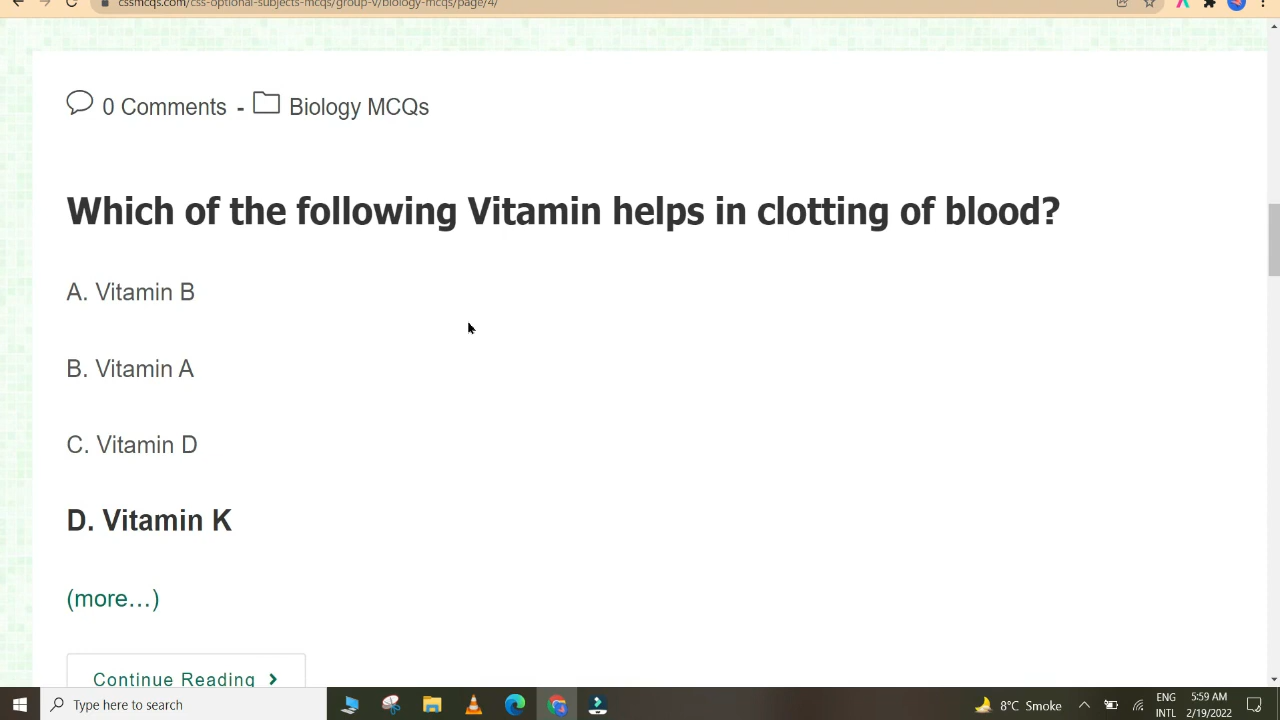 cssmcqs.com/css-optional-subjects-mcqs/group-v/biology-mcqs/page/4/
0 Comments - Biology MCQs
Which of the following Vitamin helps in clotting of blood?
A. Vitamin B
B. Vitamin A
C. Vitamin D
D. Vitamin K
(more…)
Continue Reading
Type here to search
8°C Smoke
ENG
INTL
5:59 AM
2/19/2022